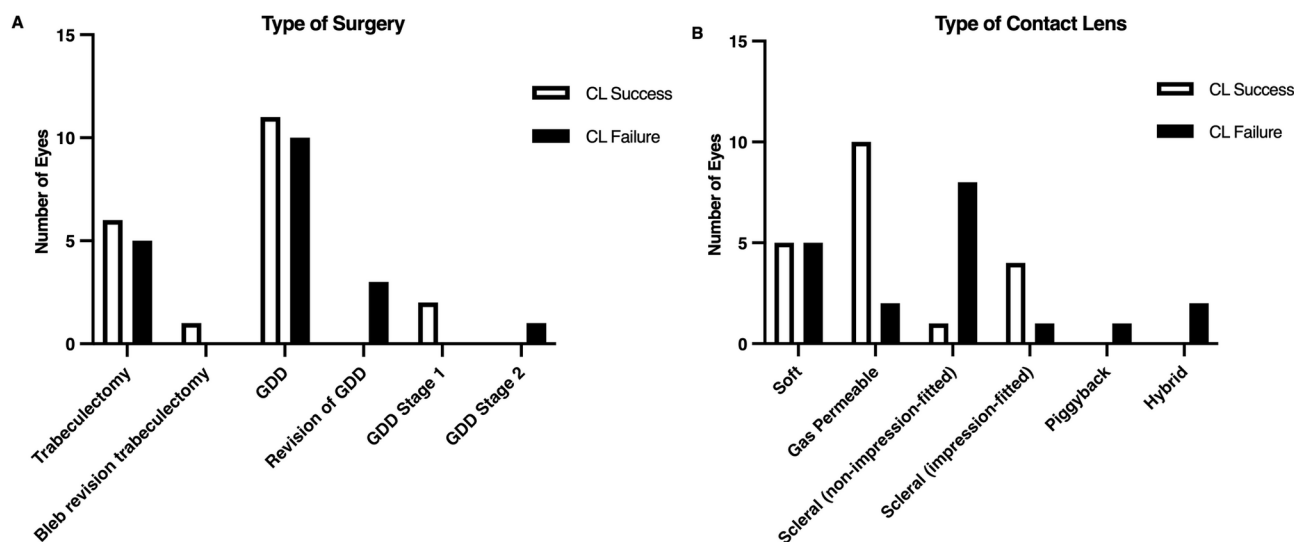 A
Type of Surgery
15
10
5
0
Number of Eyes
CL Success
CL Failure
Trabeculectomy
Bleb revision trabeculectomy
GDD
Revision of GDD
GDD Stage 1
GDD Stage 2
B
Type of Contact Lens
15
10
5
0
Number of Eyes
CL Success
CL Failure
Soft
Gas Permeable
Scleral (non-impression-fitted)
Scleral (impression-fitted)
Piggyback
Hybrid